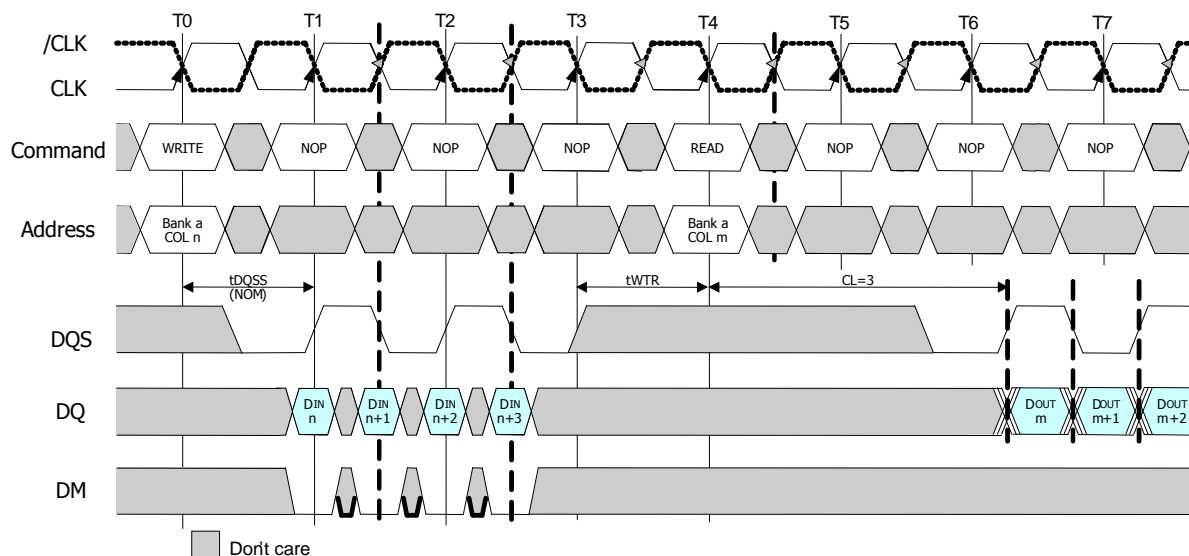 T0 T1 T2 T3 T4 T5 T6 T7
/CLK
CLK
Command WRITE NOP NOP NOP READ NOP NOP NOP
Address Bank a COL n Bank a COL m
tDQSS (NOM) tWTR CL=3
DQS
DQ DIN n DIN n+1 DIN n+2 DIN n+3 DOUT m DOUT m+1 DOUT m+2
DM
Don't care